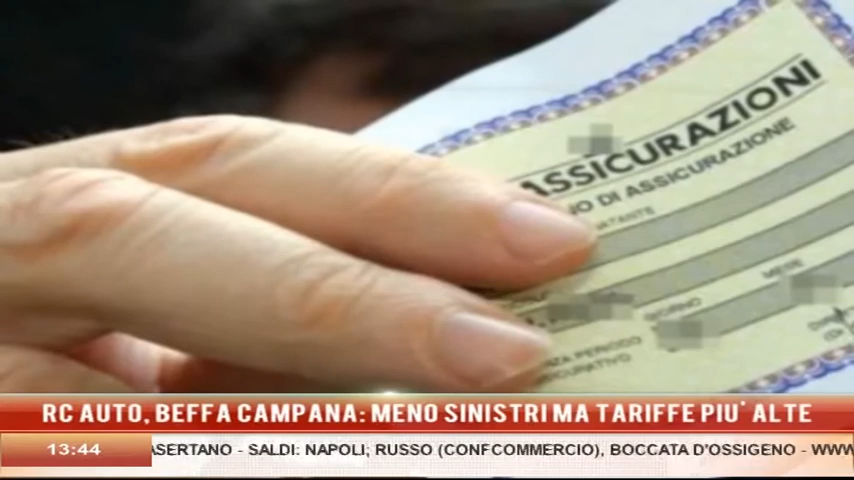 ASSICURAZIONI
DI ASSICURAZIONE
MESE
GIORNO
PERIODO
RC AUTO, BEFFA CAMPANA: MENO SINISTRI MA TARIFFE PIU' ALTE
13:44
ASERTANO - SALDI: NAPOLI; RUSSO (CONFCOMMERCIO), BOCCATA D'OSSIGENO - WWW